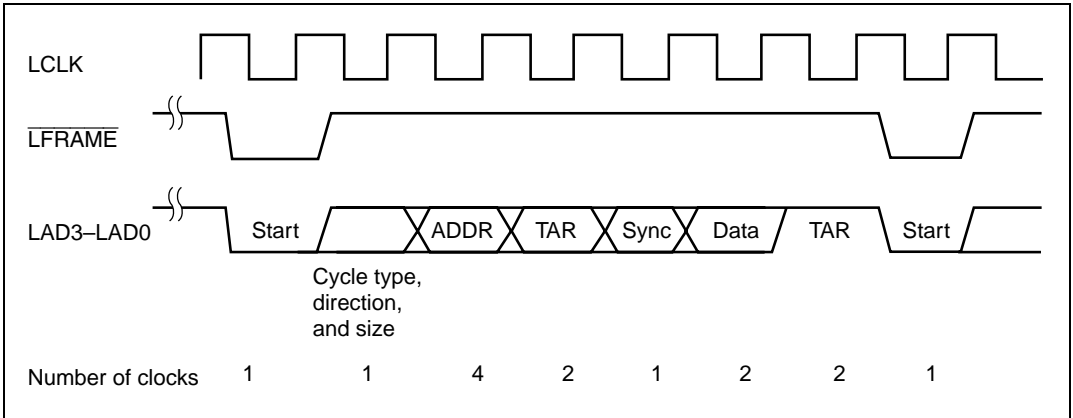 LCLK
LFRAME
LAD3–LAD0
Start
ADDR
TAR
Sync
Data
TAR
Start
Cycle type,
direction,
and size
Number of clocks 1 1 4 2 1 2 2 1